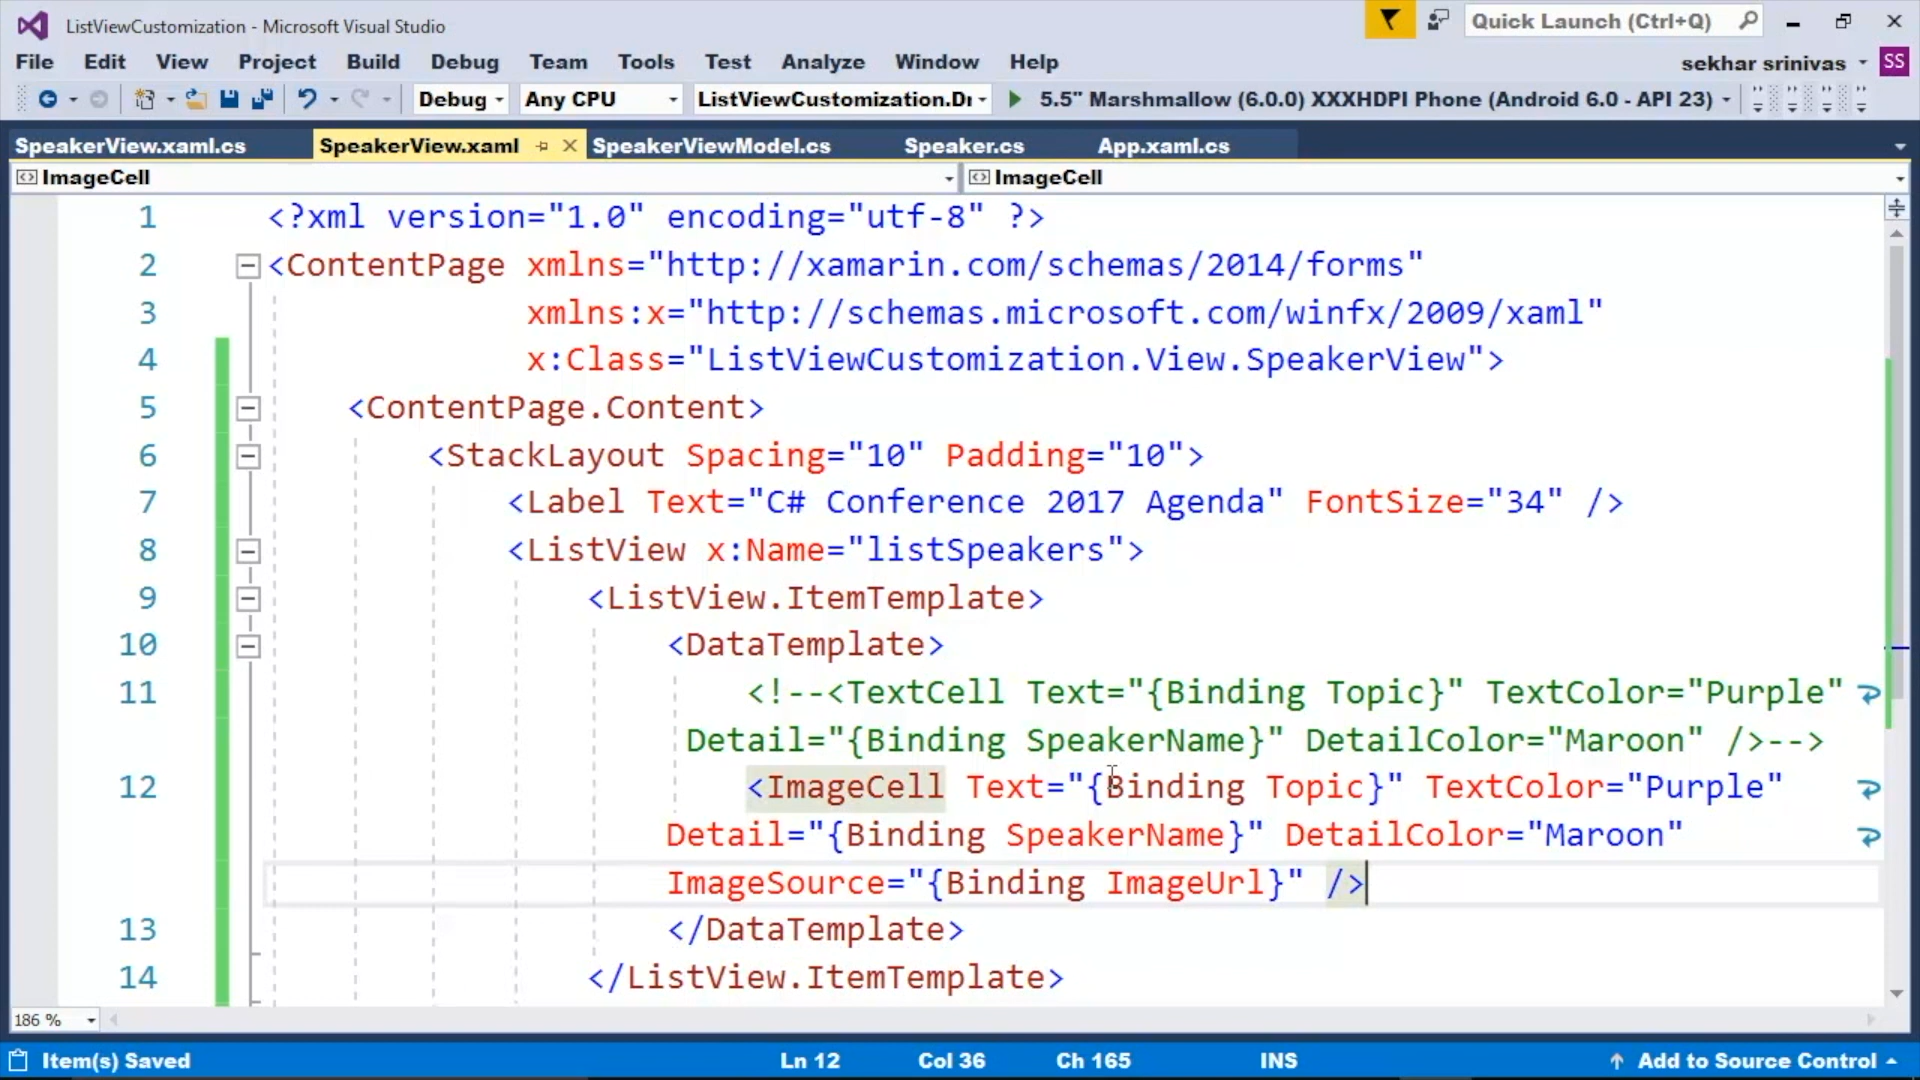 ListViewCustomization - Microsoft Visual Studio
Quick Launch (Ctrl+Q)
File Edit View Project Build Debug Team Tools Test Analyze Window Help
sekhar srinivas SS
Debug Any CPU ListViewCustomization.Dr 5.5" Marshmallow (6.0.0) XXXHDPI Phone (Android 6.0 - API 23)
SpeakerView.xaml.cs SpeakerView.xaml SpeakerViewModel.cs Speaker.cs App.xaml.cs
ImageCell ImageCell
1 <?xml version="1.0" encoding="utf-8" ?>
2 <ContentPage xmlns="http://xamarin.com/schemas/2014/forms"
3 xmlns:x="http://schemas.microsoft.com/winfx/2009/xaml"
4 x:Class="ListViewCustomization.View.SpeakerView">
5 <ContentPage.Content>
6 <StackLayout Spacing="10" Padding="10">
7 <Label Text="C# Conference 2017 Agenda" FontSize="34" />
8 <ListView x:Name="listSpeakers">
9 <ListView.ItemTemplate>
10 <DataTemplate>
11 <!--<TextCell Text="{Binding Topic}" TextColor="Purple"
Detail="{Binding SpeakerName}" DetailColor="Maroon" />-->
12 <ImageCell Text="{Binding Topic}" TextColor="Purple"
Detail="{Binding SpeakerName}" DetailColor="Maroon"
ImageSource="{Binding ImageUrl}" />
13 </DataTemplate>
14 </ListView.ItemTemplate>
186 %
Item(s) Saved Ln 12 Col 36 Ch 165 INS Add to Source Control